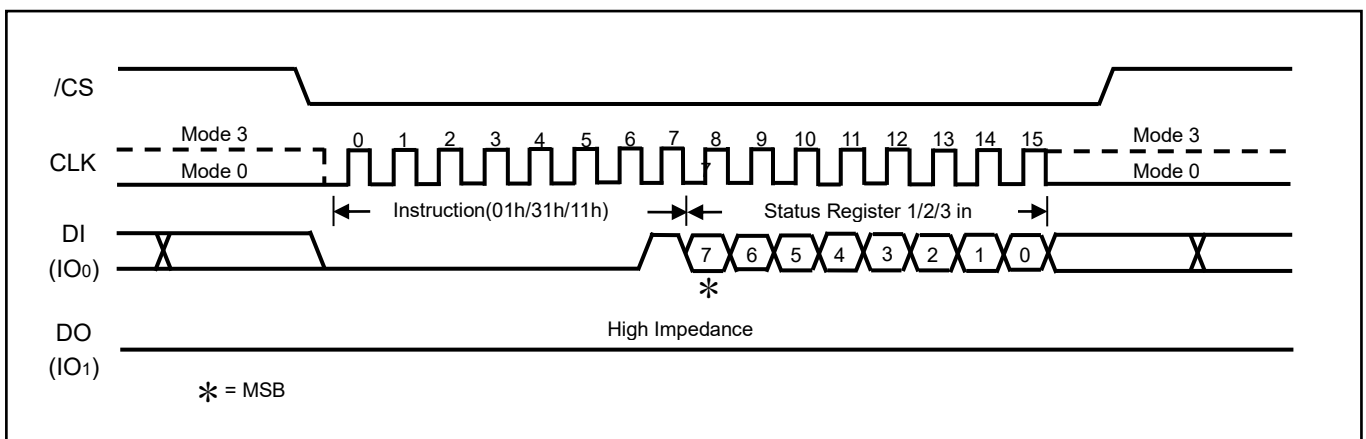 /CS
Mode 3 0 1 2 3 4 5 6 7 8 9 10 11 12 13 14 15 Mode 3
CLK 7
Mode 0 Mode 0
Instruction(01h/31h/11h) Status Register 1/2/3 in
DI
(IO0) 7 6 5 4 3 2 1 0
*
DO High Impedance
(IO1)
* = MSB